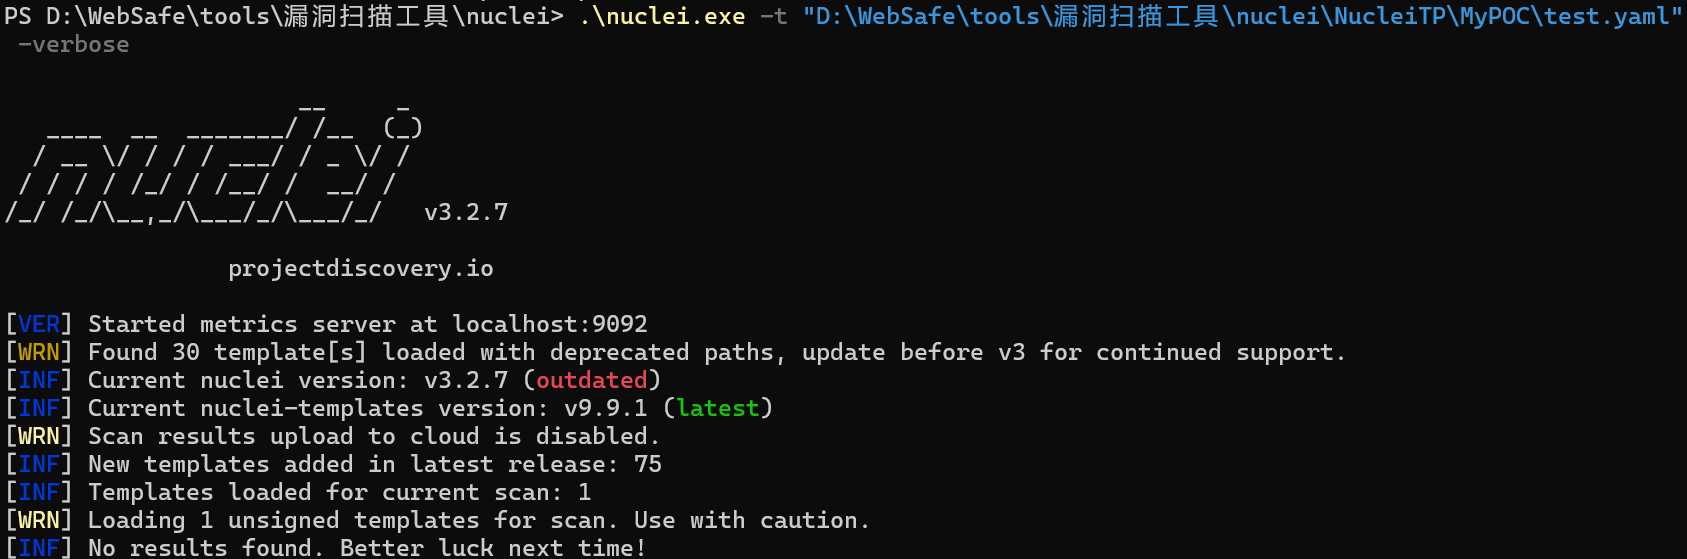 PS D:\WebSafe\tools\漏洞扫描工具\nuclei> .\nuclei.exe -t "D:\WebSafe\tools\漏洞扫描工具\nuclei\NucleiTP\MyPOC\test.yaml"
 -verbose
                     __     _
   ____  __  _______/ /__  (_)
  / __ \/ / / / ___/ / _ \/ /
 / / / / /_/ / /__/ /  __/ /
/_/ /_/\__,_/\___/_/\___/_/   v3.2.7
projectdiscovery.io
[VER] Started metrics server at localhost:9092
[WRN] Found 30 template[s] loaded with deprecated paths, update before v3 for continued support.
[INF] Current nuclei version: v3.2.7 (outdated)
[INF] Current nuclei-templates version: v9.9.1 (latest)
[WRN] Scan results upload to cloud is disabled.
[INF] New templates added in latest release: 75
[INF] Templates loaded for current scan: 1
[WRN] Loading 1 unsigned templates for scan. Use with caution.
[INF] No results found. Better luck next time!